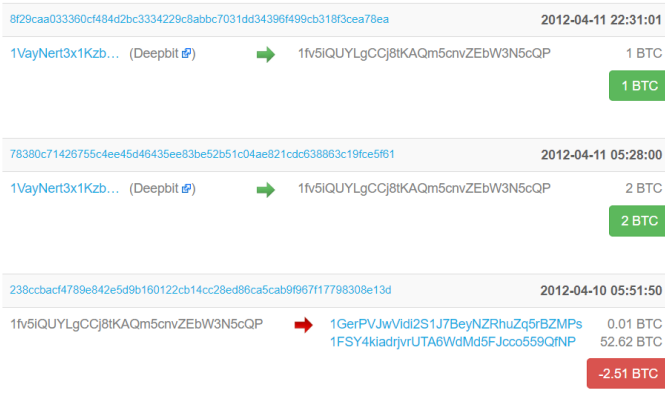 8f29caa033360cf484d2bc3334229c8abbc7031dd34396f499cb318f3cea78ea 2012-04-11 22:31:01
1VayNert3x1Kzb... (Deepbit) 1fv5iQUYLgCCj8tKAQm5cnvZEbW3N5cQP 1 BTC
1 BTC
78380c71426755c4ee45d46435ee83be52b51c04ae821cdc638863c19fce5f61 2012-04-11 05:28:00
1VayNert3x1Kzb... (Deepbit) 1fv5iQUYLgCCj8tKAQm5cnvZEbW3N5cQP 2 BTC
2 BTC
238ccbacf4789e842e5d9b160122cb14cc28ed86ca5cab9f967f17798308e13d 2012-04-10 05:51:50
1fv5iQUYLgCCj8tKAQm5cnvZEbW3N5cQP 1GerPVJwVidi2S1J7BeyNZRhuZq5rBZMPs 0.01 BTC
1FSY4kiadrjvrUTA6WdMd5FJcco559QfNP 52.62 BTC
-2.51 BTC